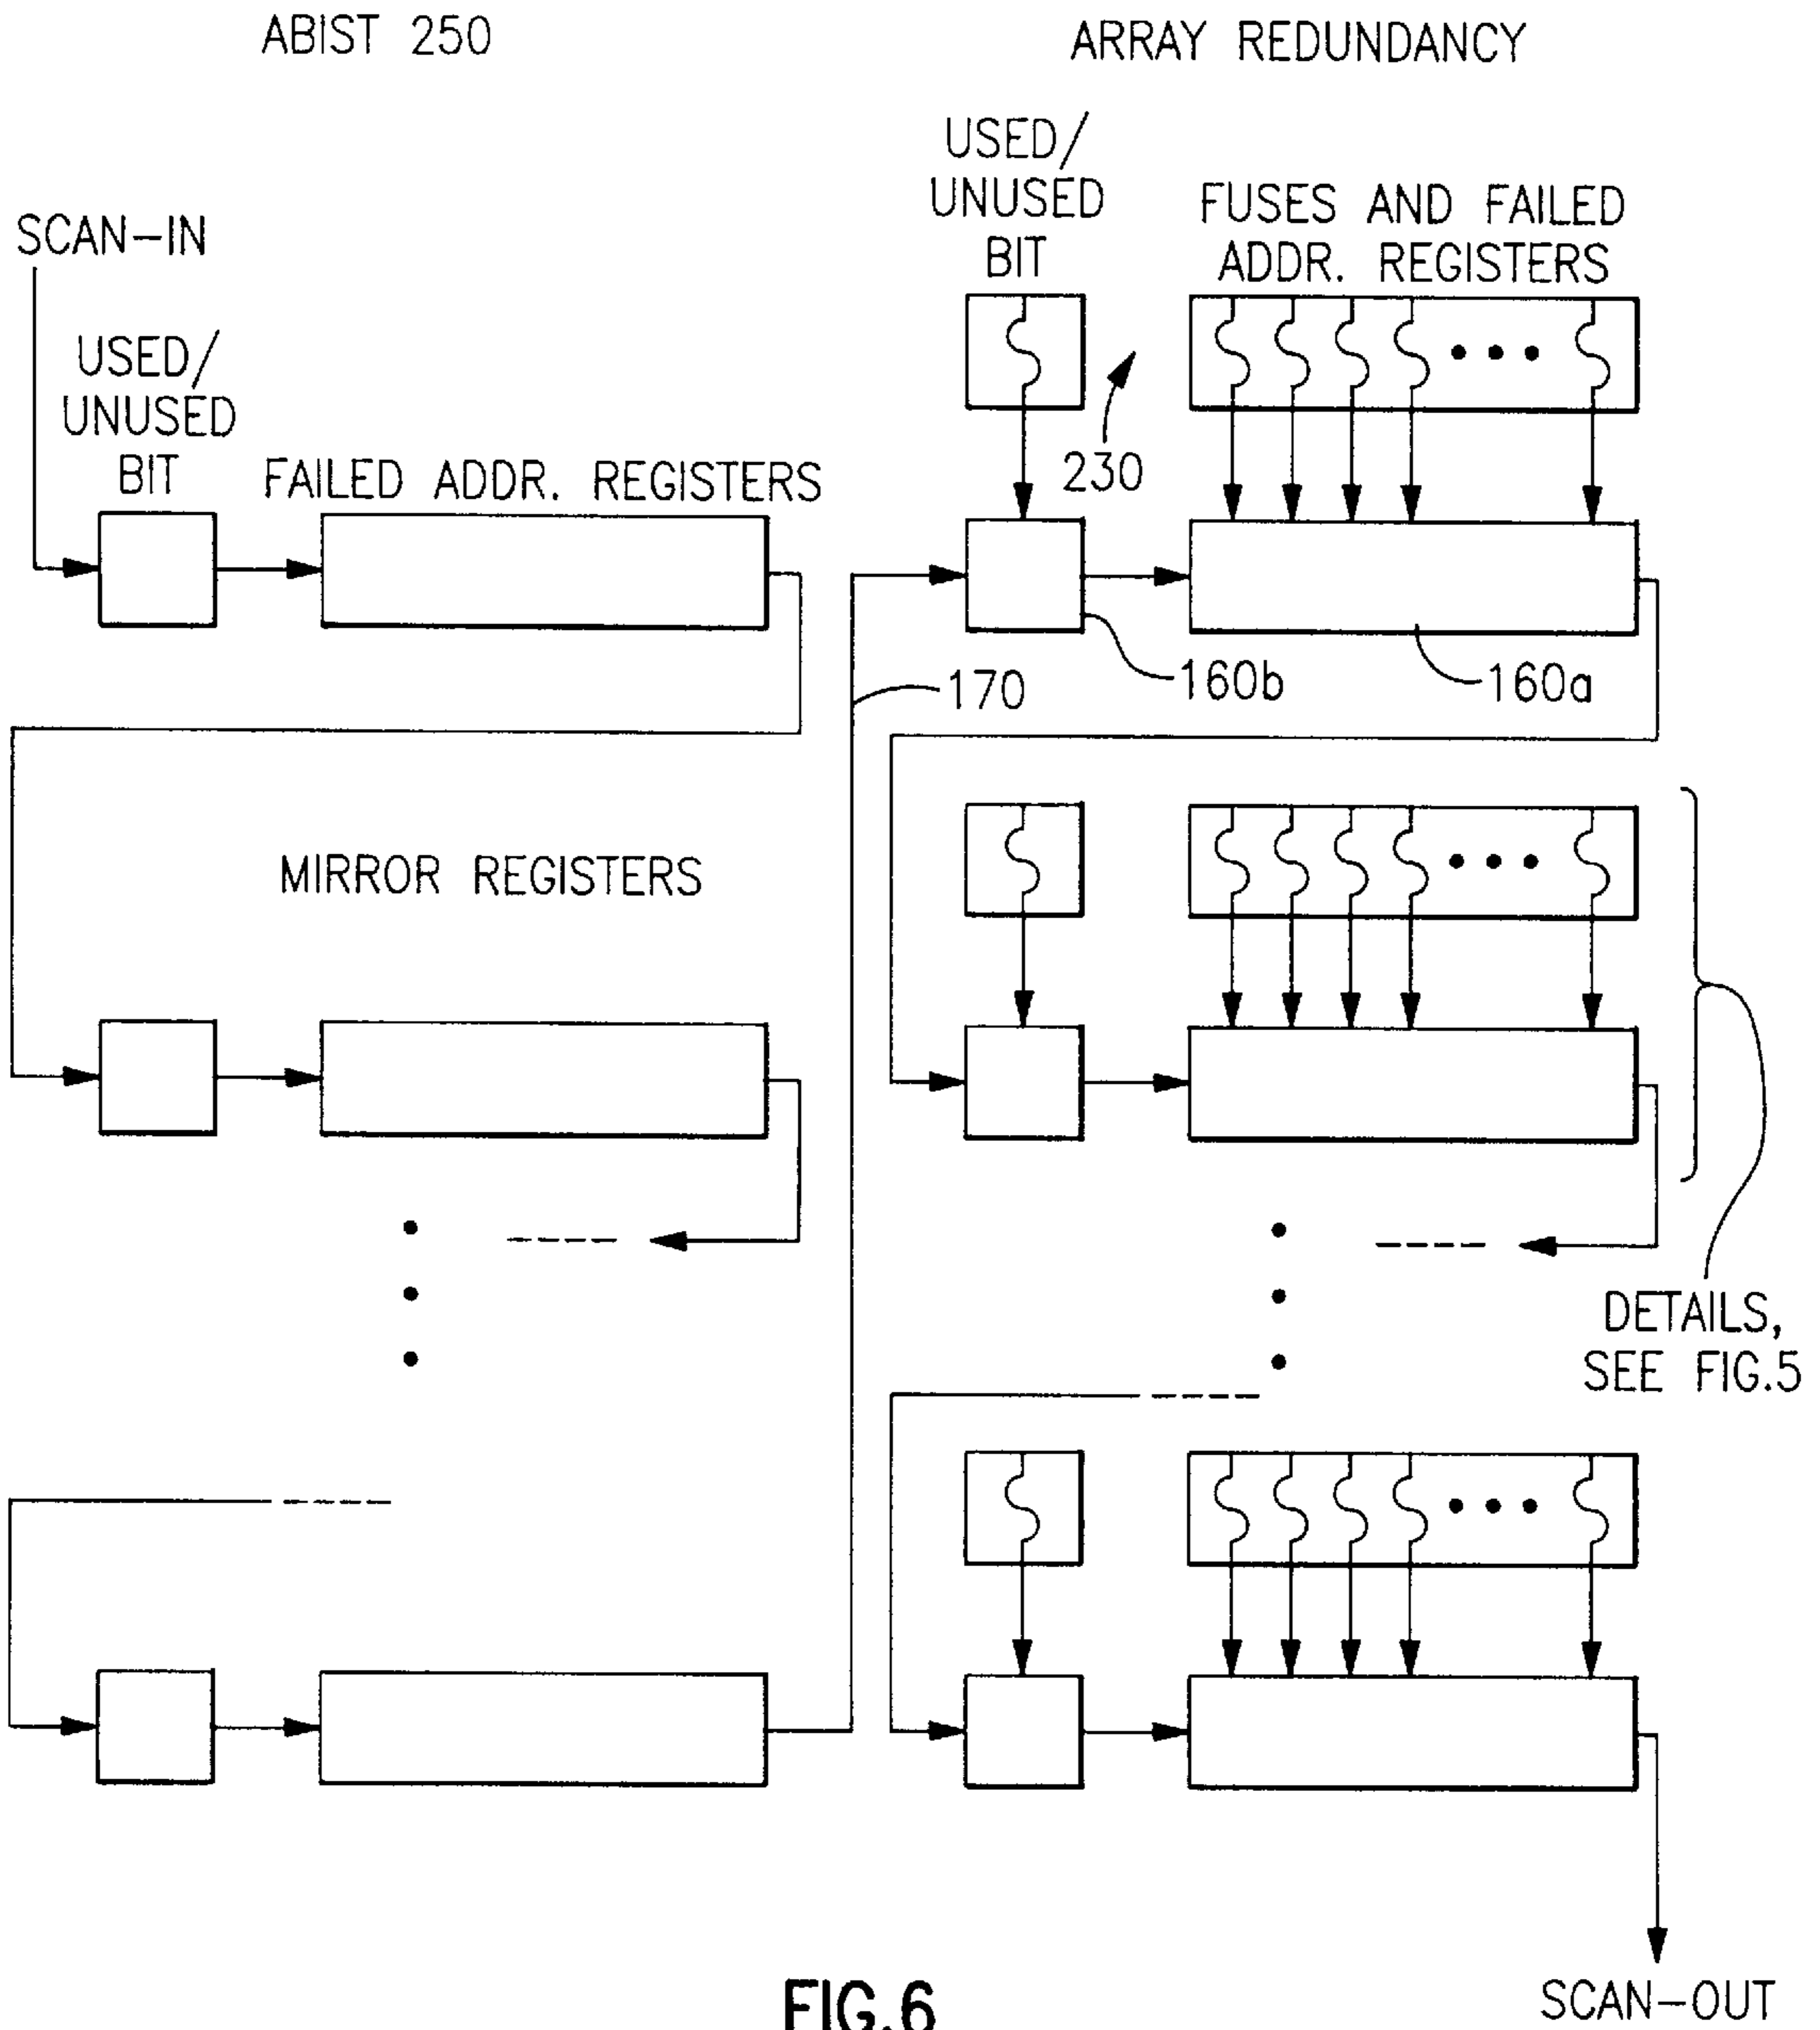 ABIST 250
ARRAY REDUNDANCY
USED/
UNUSED
BIT
FUSES AND FAILED
ADDR. REGISTERS
SCAN-IN
USED/
UNUSED
BIT
FAILED ADDR. REGISTERS
230
170
160b
160a
MIRROR REGISTERS
DETAILS,
SEE FIG.5
SCAN-OUT
FIG.6